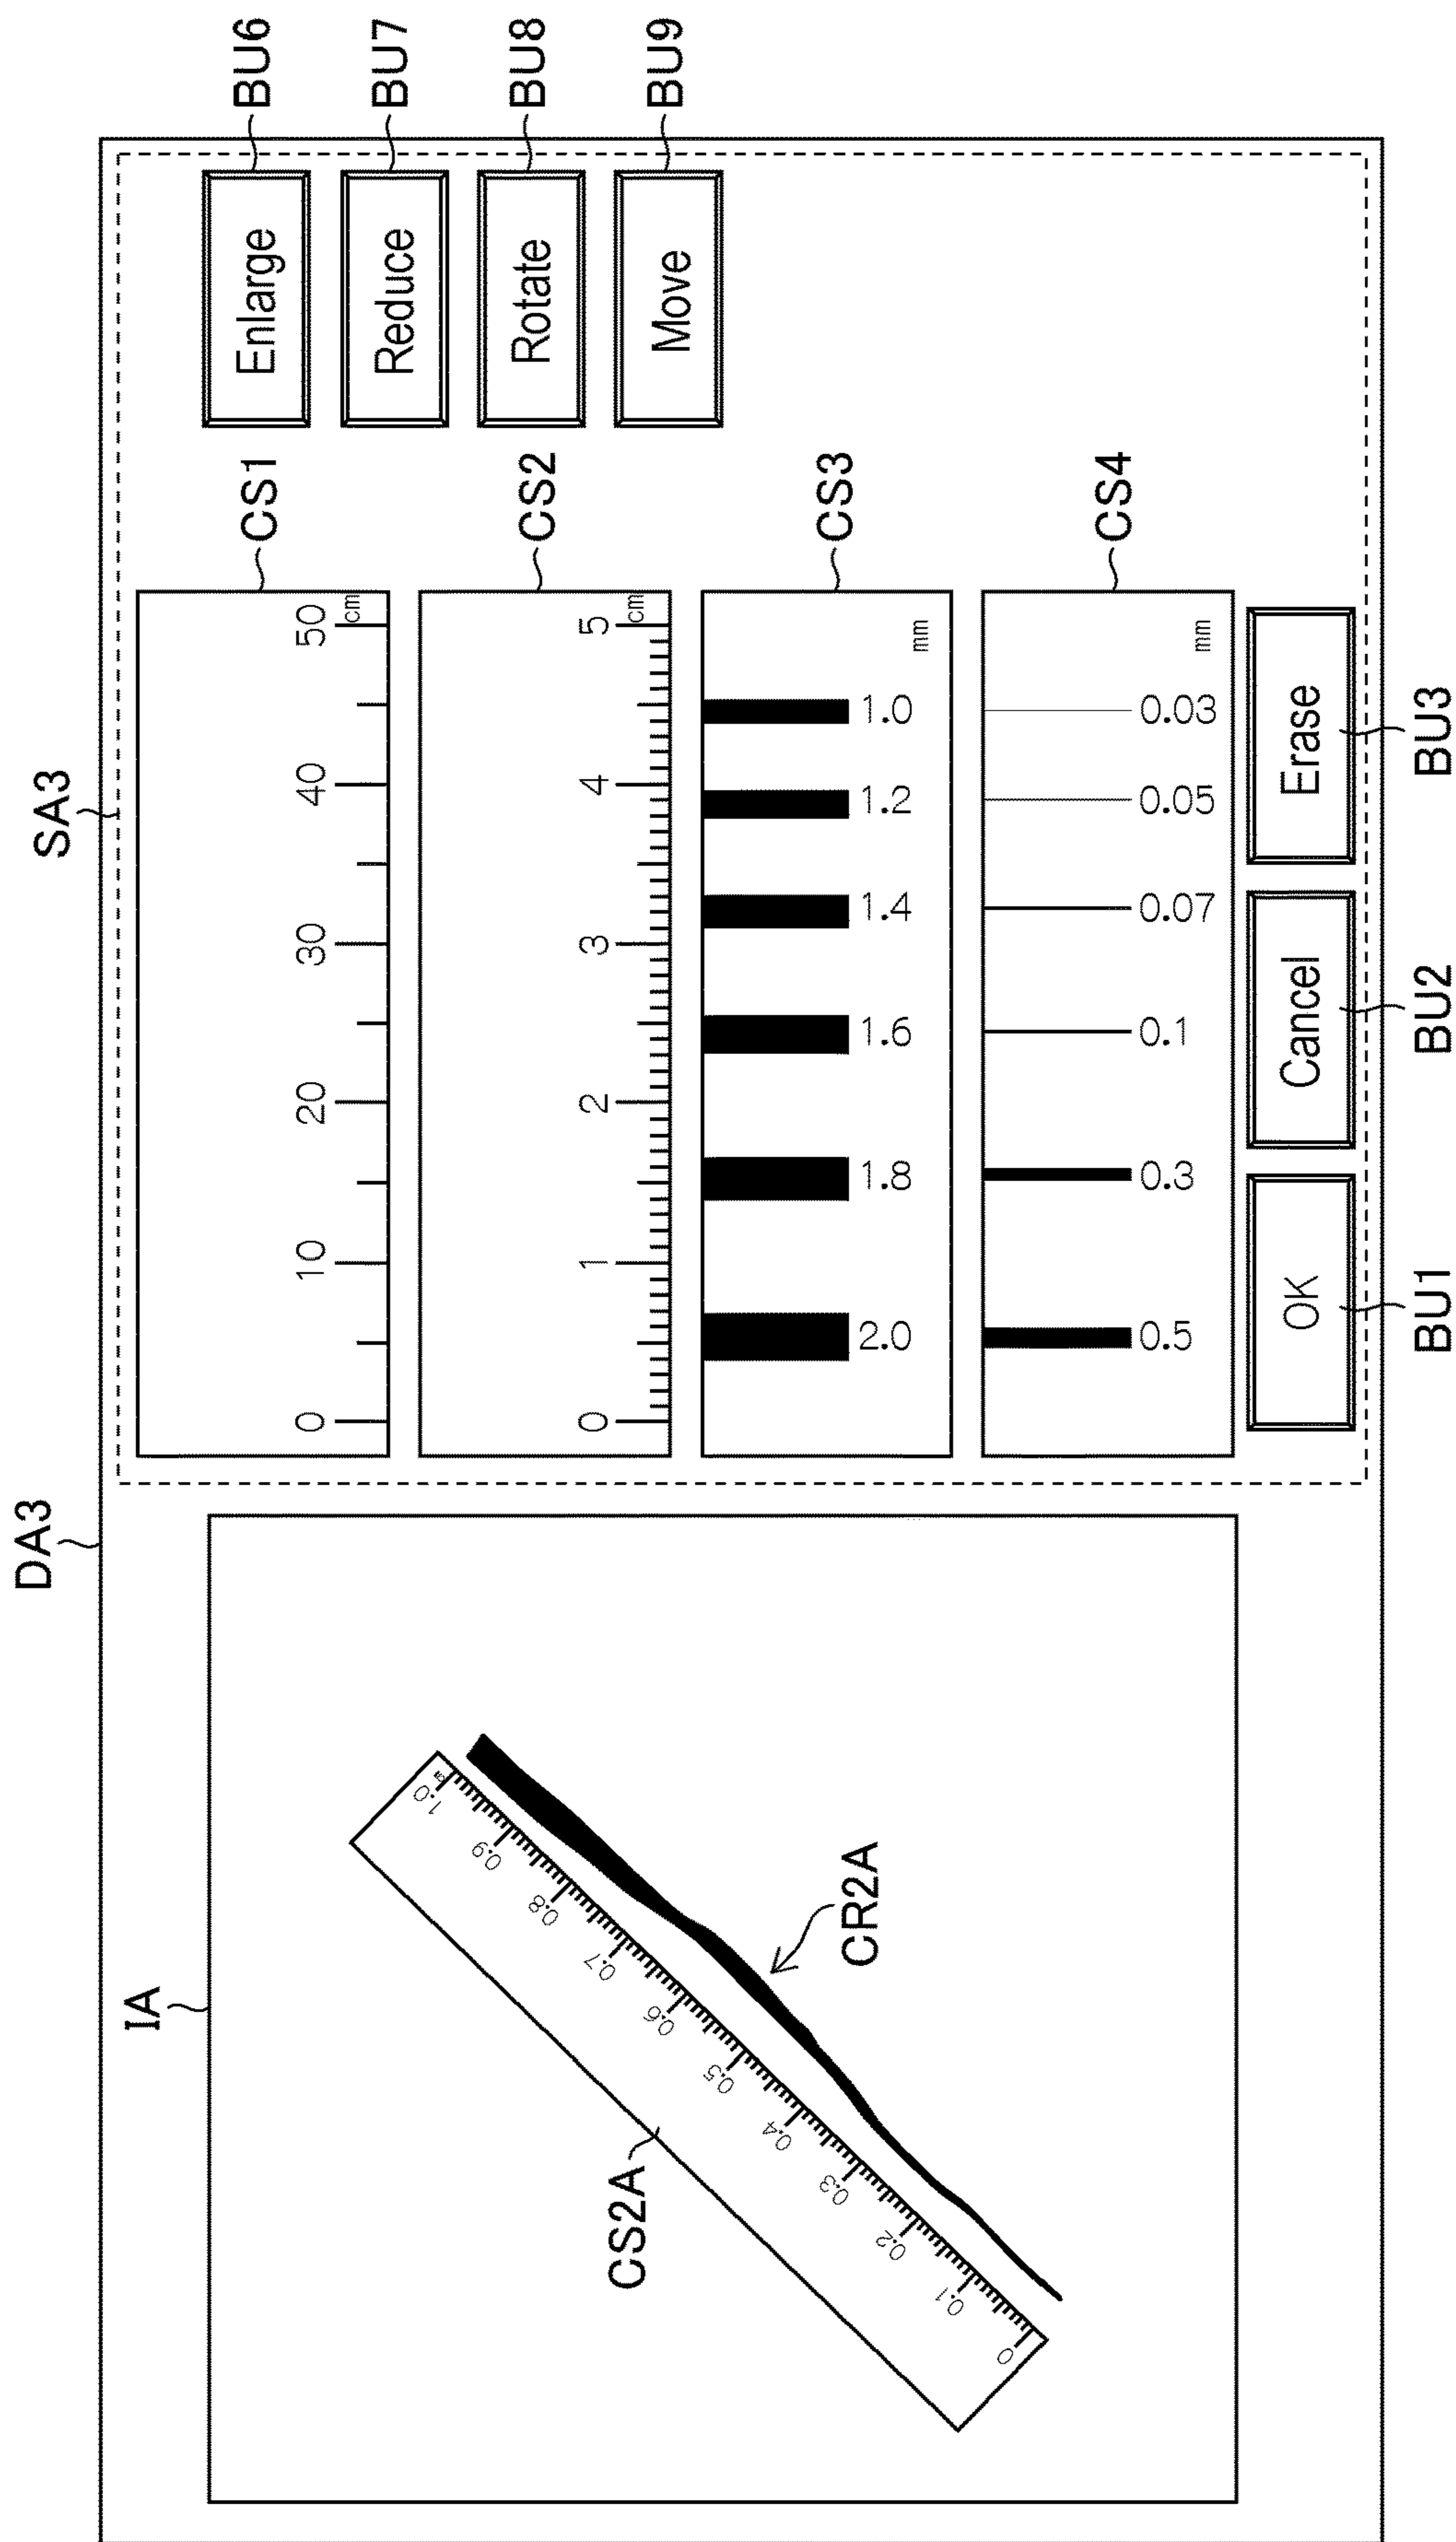 DA3
IA
CS2A
CR2A
0 0.1 0.2 0.3 0.4 0.5 0.6 0.7 0.8 0.9 1.0
SA3
0 10 20 30 40 50
cm
CS1
0 1 2 3 4 5
cm
CS2
2.0 1.8 1.6 1.4 1.2 1.0
mm
CS3
0.5 0.3 0.1 0.07 0.05 0.03
mm
CS4
Enlarge
BU6
Reduce
BU7
Rotate
BU8
Move
BU9
OK
Cancel
Erase
BU1
BU2
BU3